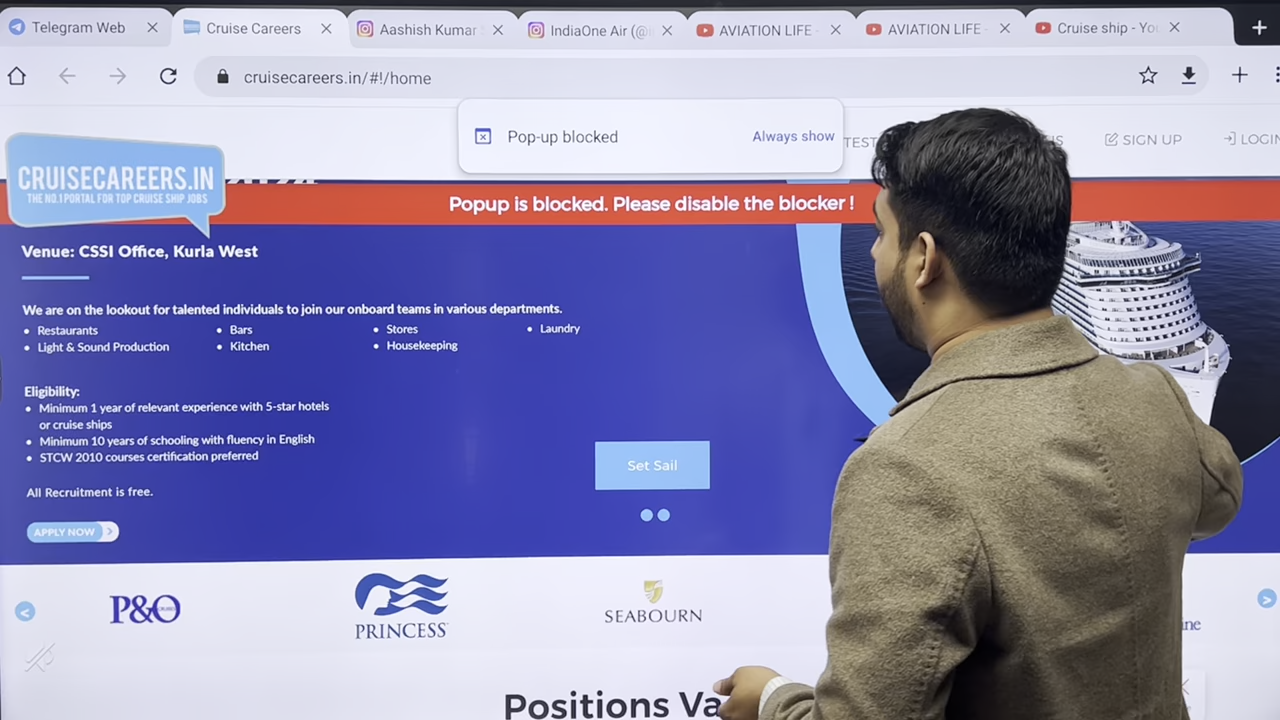 Telegram Web
Cruise Careers
Aashish Kumar
IndiaOne Air (@i
AVIATION LIFE -
AVIATION LIFE -
Cruise ship - You
cruisecareers.in/#!/home
Pop-up blocked
Always show
TEST
SIGN UP
LOGIN
CRUISECAREERS.IN
THE NO.1 PORTAL FOR TOP CRUISE SHIP JOBS
Popup is blocked. Please disable the blocker !
Venue: CSSI Office, Kurla West
We are on the lookout for talented individuals to join our onboard teams in various departments.
• Restaurants
• Bars
• Stores
• Laundry
• Light & Sound Production
• Kitchen
• Housekeeping
Eligibility:
• Minimum 1 year of relevant experience with 5-star hotels
or cruise ships
• Minimum 10 years of schooling with fluency in English
• STCW 2010 courses certification preferred
Set Sail
All Recruitment is free.
APPLY NOW
P&O
PRINCESS
SEABOURN
Positions Va